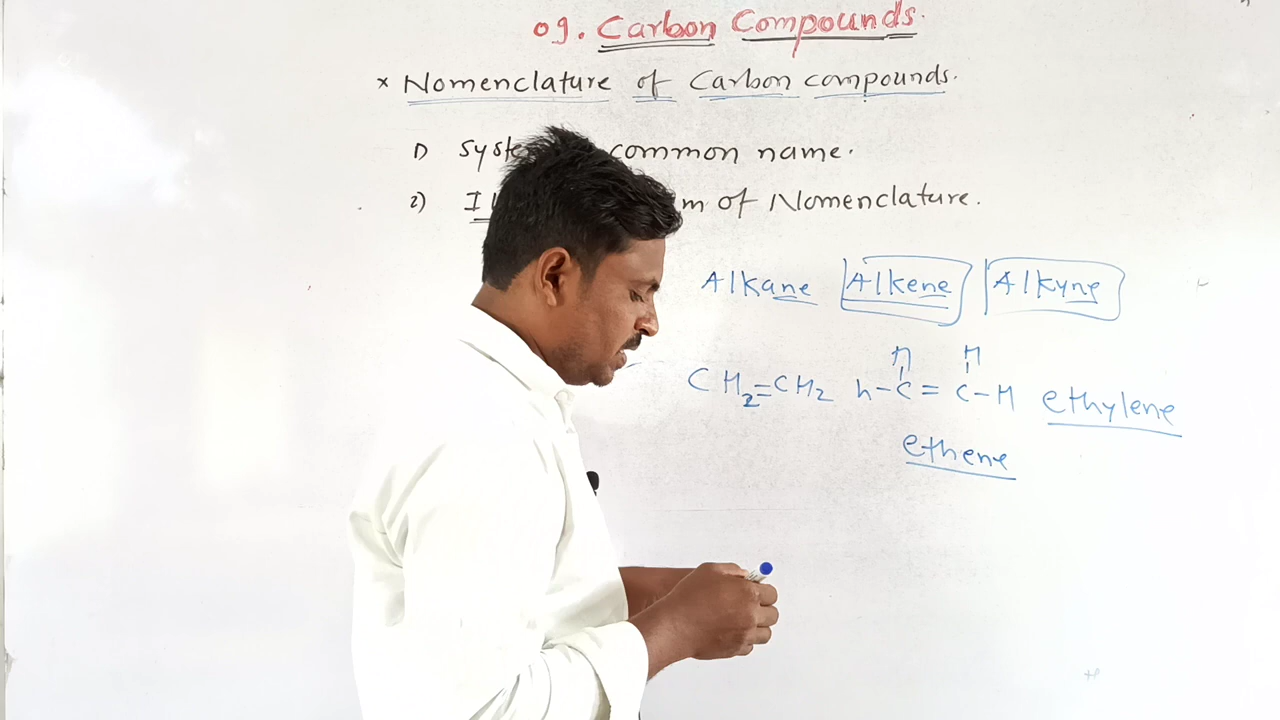 09. Carbon Compounds.
* Nomenclature of Carbon compounds.
1) common name.
2) of Nomenclature.
Alkane Alkene Alkyne
H H
CH₂=CH₂ h-C=C-H ethylene
ethene